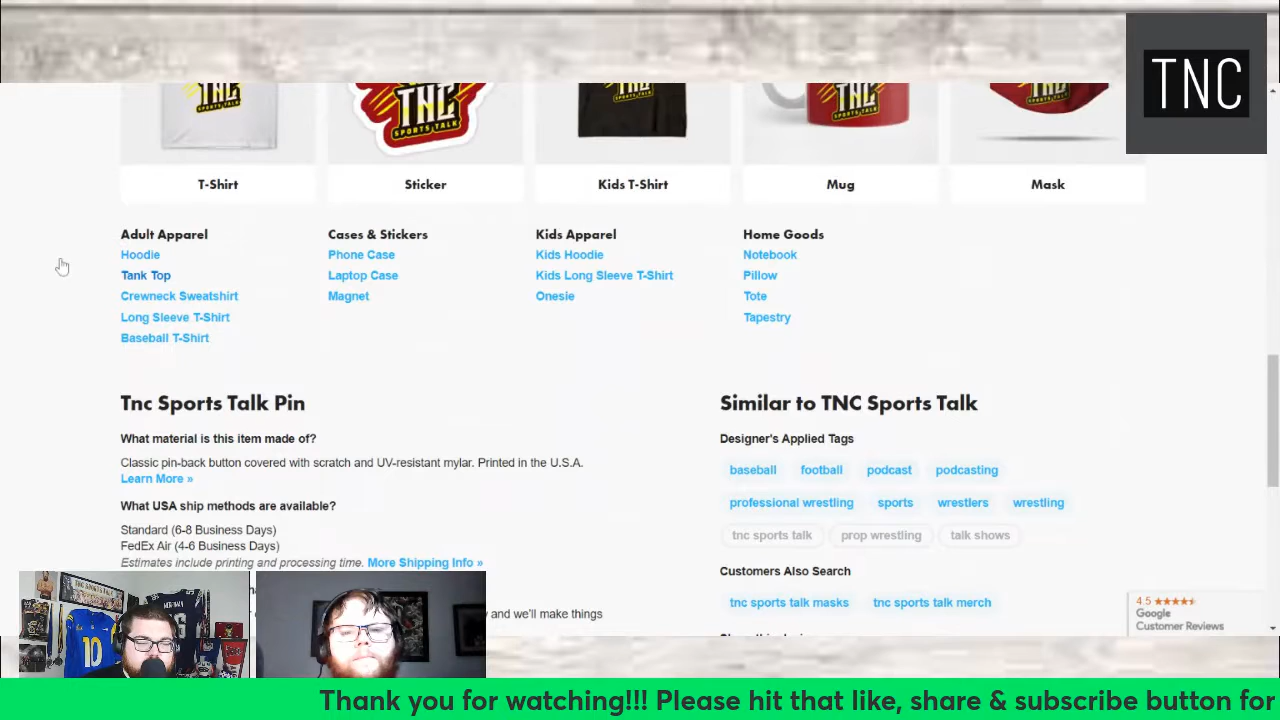 TNC
TNC
SPORTS TALK
TNC
SPORTS TALK
T-Shirt
Sticker
Kids T-Shirt
Mug
Mask
Adult Apparel
Hoodie
Tank Top
Crewneck Sweatshirt
Long Sleeve T-Shirt
Baseball T-Shirt
Cases & Stickers
Phone Case
Laptop Case
Magnet
Kids Apparel
Kids Hoodie
Kids Long Sleeve T-Shirt
Onesie
Home Goods
Notebook
Pillow
Tote
Tapestry
Tnc Sports Talk Pin
What material is this item made of?
Classic pin-back button covered with scratch and UV-resistant mylar. Printed in the U.S.A.
Learn More »
What USA ship methods are available?
Standard (6-8 Business Days)
FedEx Air (4-6 Business Days)
Estimates include printing and processing time. More Shipping Info »
and we'll make things
Similar to TNC Sports Talk
Designer's Applied Tags
baseball football podcast podcasting
professional wrestling sports wrestlers wrestling
tnc sports talk prop wrestling talk shows
Customers Also Search
tnc sports talk masks tnc sports talk merch
4.5
Google
Customer Reviews
10
Thank you for watching!!! Please hit that like, share & subscribe button for